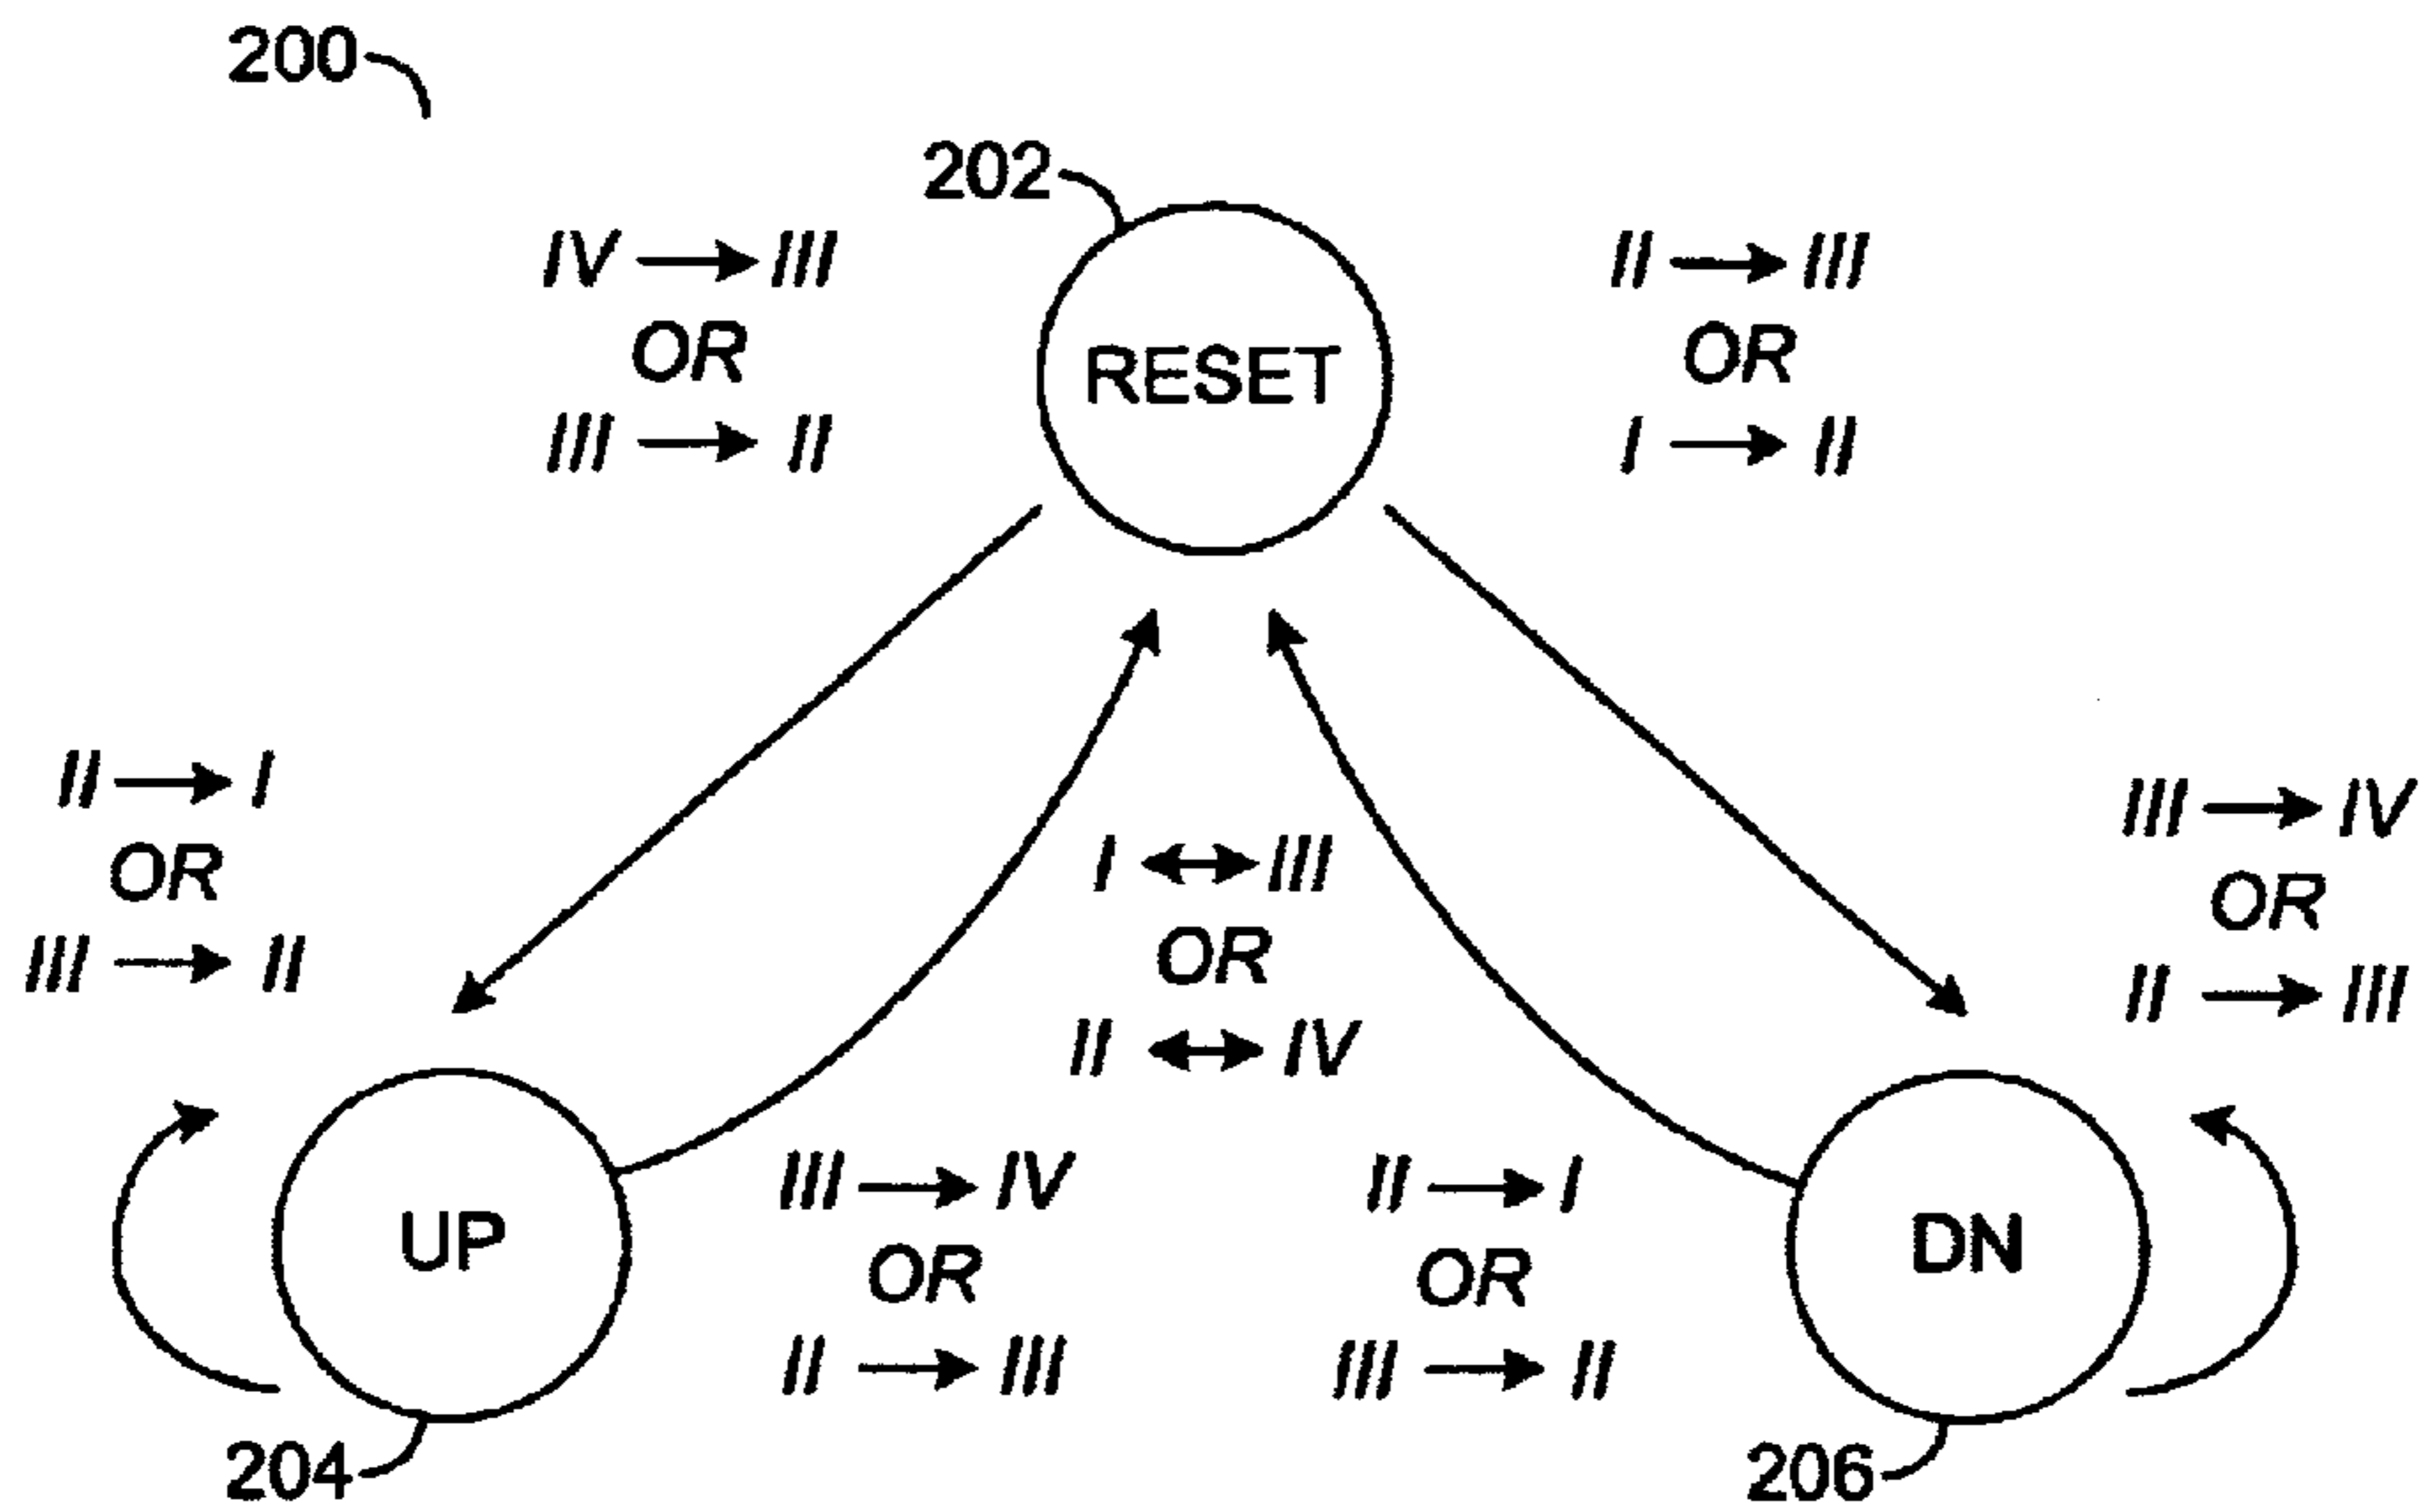 200
202
IV → III
OR
III → II
RESET
II → III
OR
I → II
II → I
OR
III → II
I ↔ III
OR
II ↔ IV
III → IV
OR
II → III
UP
204
III → IV
OR
II → III
II → I
OR
III → II
DN
206